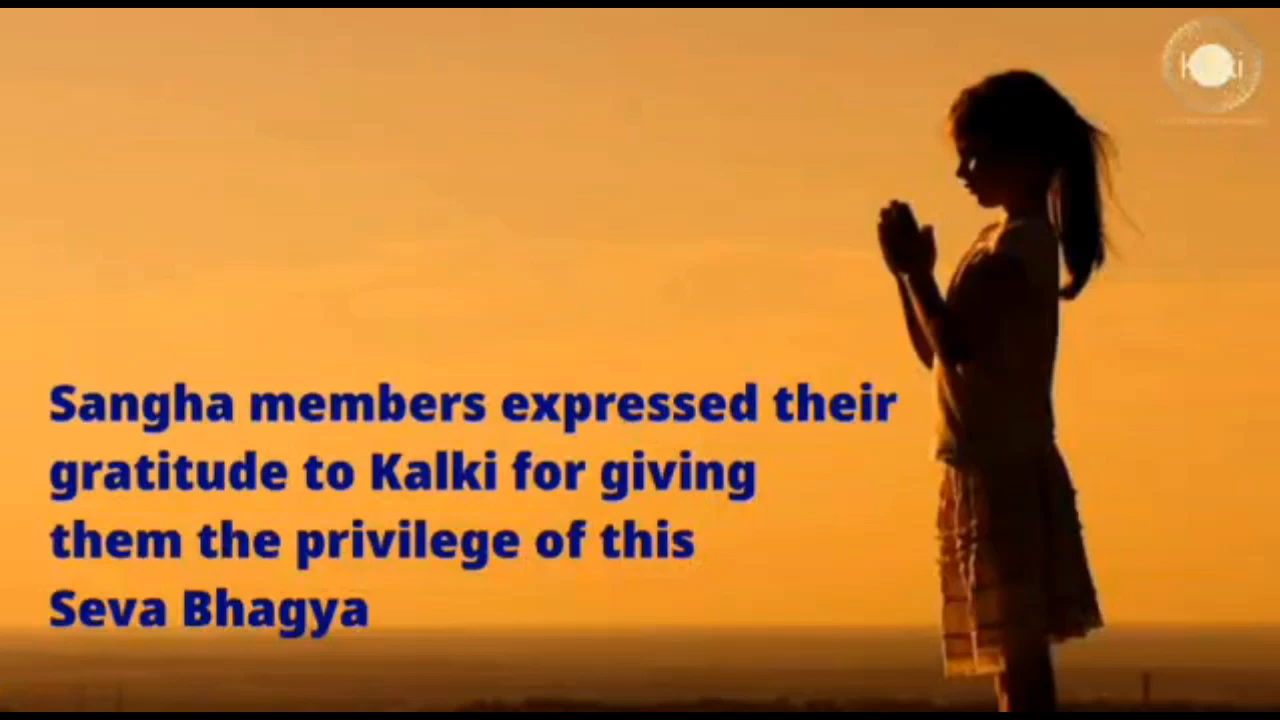 Sangha members expressed their
gratitude to Kalki for giving
them the privilege of this
Seva Bhagya